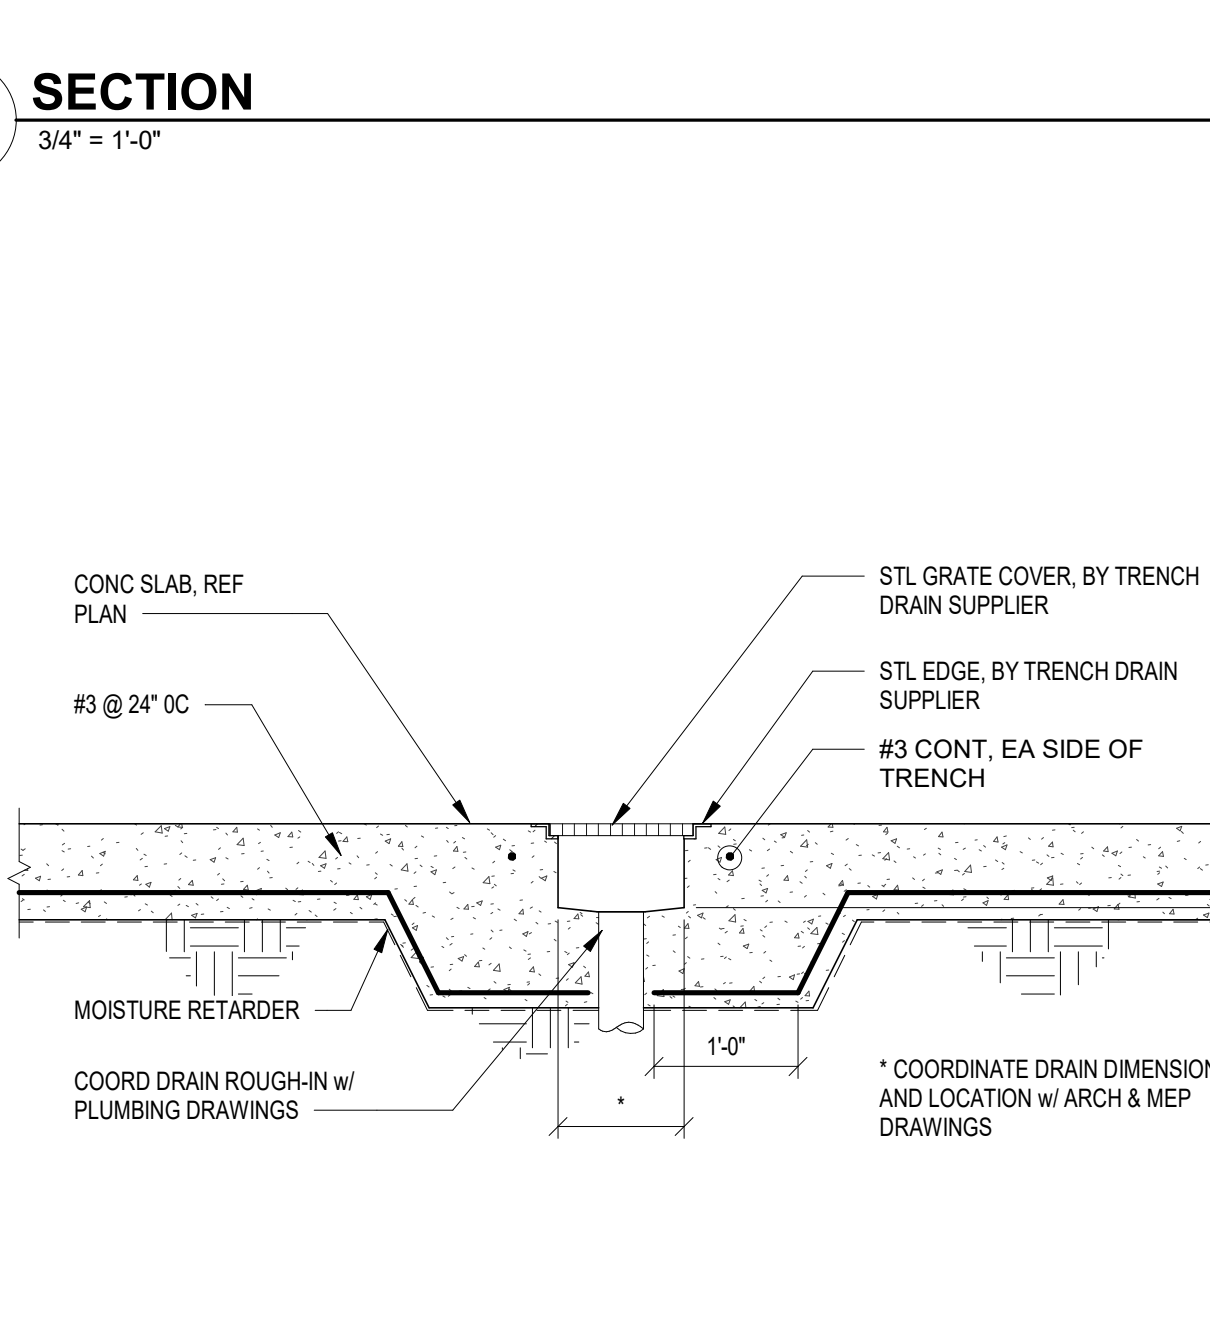 SECTION
3/4" = 1'-0"
CONC SLAB, REF
PLAN
#3 @ 24" 0C
MOISTURE RETARDER
COORD DRAIN ROUGH-IN w/
PLUMBING DRAWINGS
STL GRATE COVER, BY TRENCH
DRAIN SUPPLIER
STL EDGE, BY TRENCH DRAIN
SUPPLIER
#3 CONT, EA SIDE OF
TRENCH
1'-0"
*
* COORDINATE DRAIN DIMENSION
AND LOCATION w/ ARCH & MEP
DRAWINGS